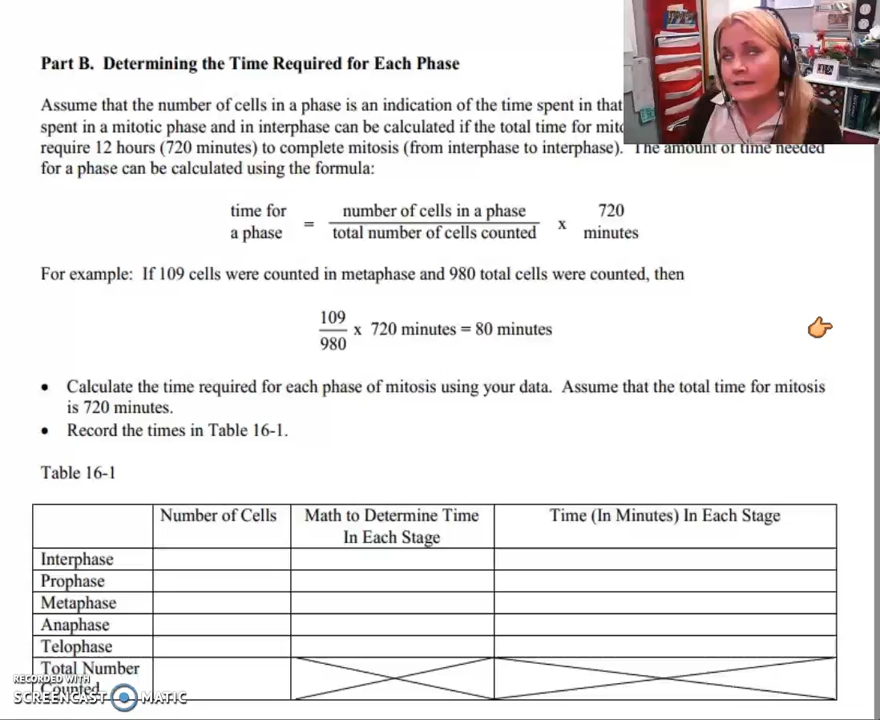 Part B. Determining the Time Required for Each Phase
Assume that the number of cells in a phase is an indication of the time spent in that
spent in a mitotic phase and in interphase can be calculated if the total time for
require 12 hours (720 minutes) to complete mitosis (from interphase to interphase). The amount of time needed
for a phase can be calculated using the formula:
time for a phase = number of cells in a phase / total number of cells counted x 720 minutes
For example: If 109 cells were counted in metaphase and 980 total cells were counted, then
109 / 980 x 720 minutes = 80 minutes
• Calculate the time required for each phase of mitosis using your data. Assume that the total time for mitosis
is 720 minutes.
• Record the times in Table 16-1.
Table 16-1
Number of Cells Math to Determine Time Time (In Minutes) In Each Stage
In Each Stage
Interphase
Prophase
Metaphase
Anaphase
Telophase
Total Number
Counted
RECORDED WITH
SCREENCAST MATIC